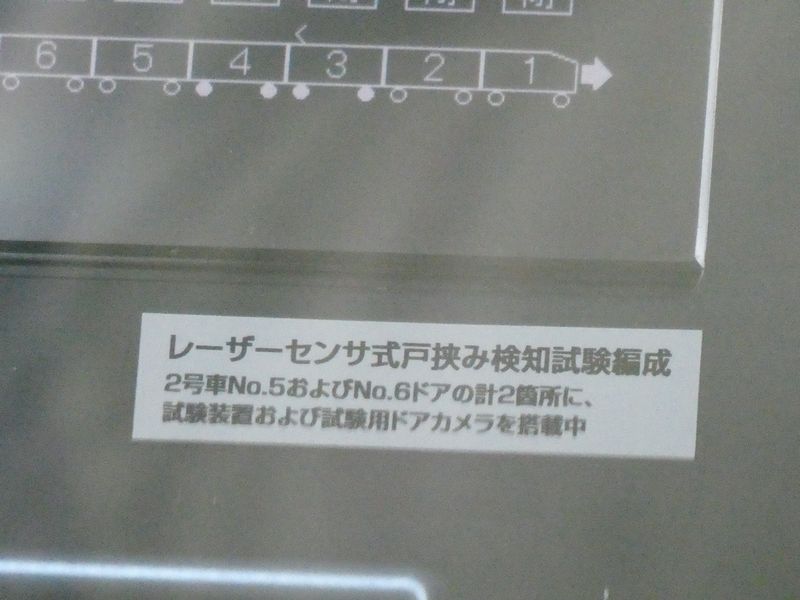 6 5 4 3 2 1
レーザーセンサ式戸挟み検知試験編成
2号車No.5およびNo.6ドアの計2箇所に、
試験装置および試験用ドアカメラを搭載中